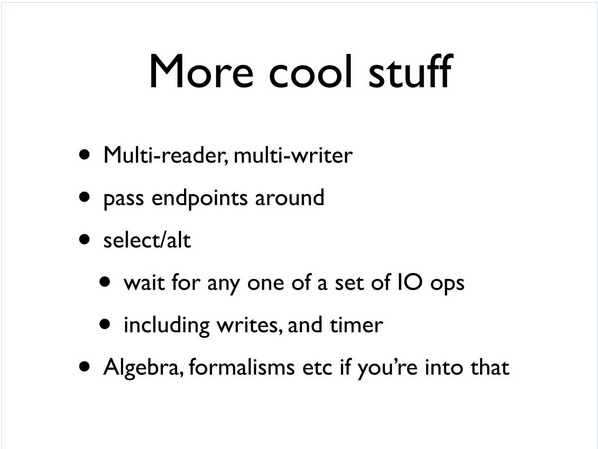 More cool stuff
• Multi-reader, multi-writer
• pass endpoints around
• select/alt
• wait for any one of a set of IO ops
• including writes, and timer
• Algebra, formalisms etc if you’re into that